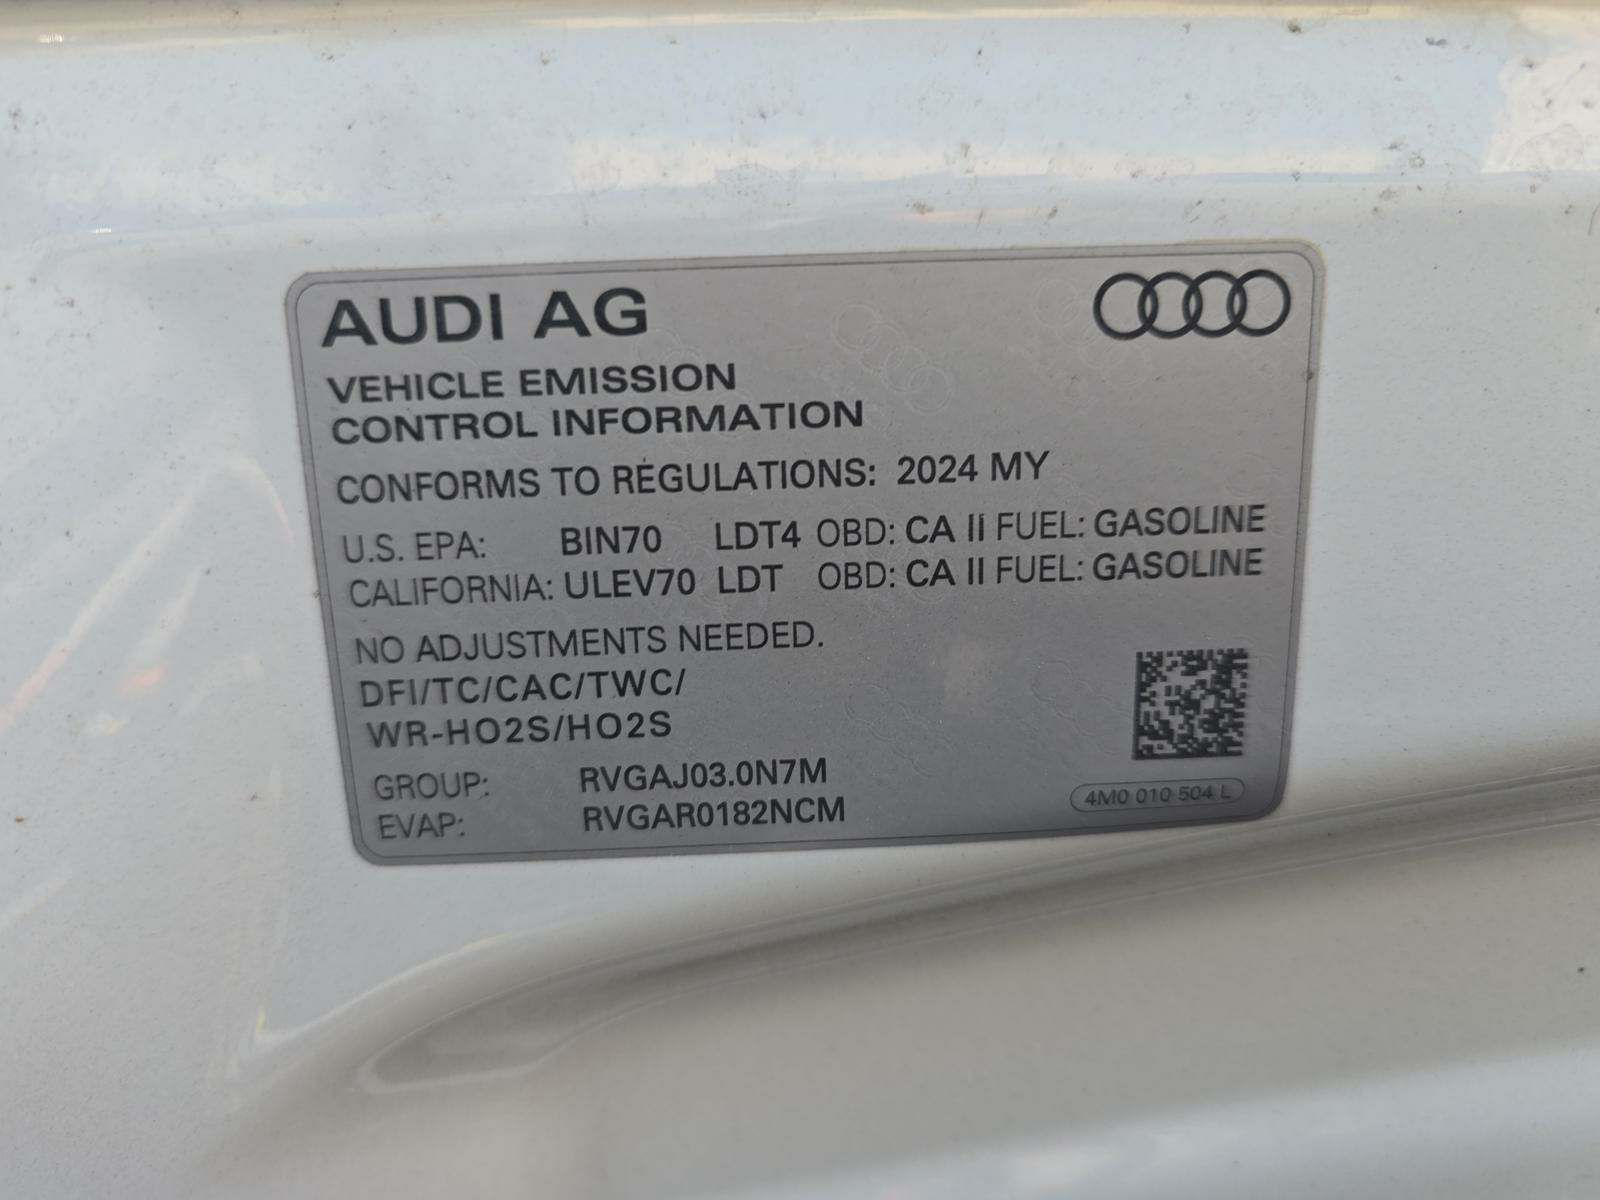 AUDI AG
VEHICLE EMISSION
CONTROL INFORMATION
CONFORMS TO REGULATIONS: 2024 MY
U.S. EPA: BIN70 LDT4 OBD: CA II FUEL: GASOLINE
CALIFORNIA: ULEV70 LDT OBD: CA II FUEL: GASOLINE
NO ADJUSTMENTS NEEDED.
DFI/TC/CAC/TWC/
WR-HO2S/HO2S
GROUP: RVGAJ03.0N7M
EVAP: RVGAR0182NCM
4M0 010 504 L